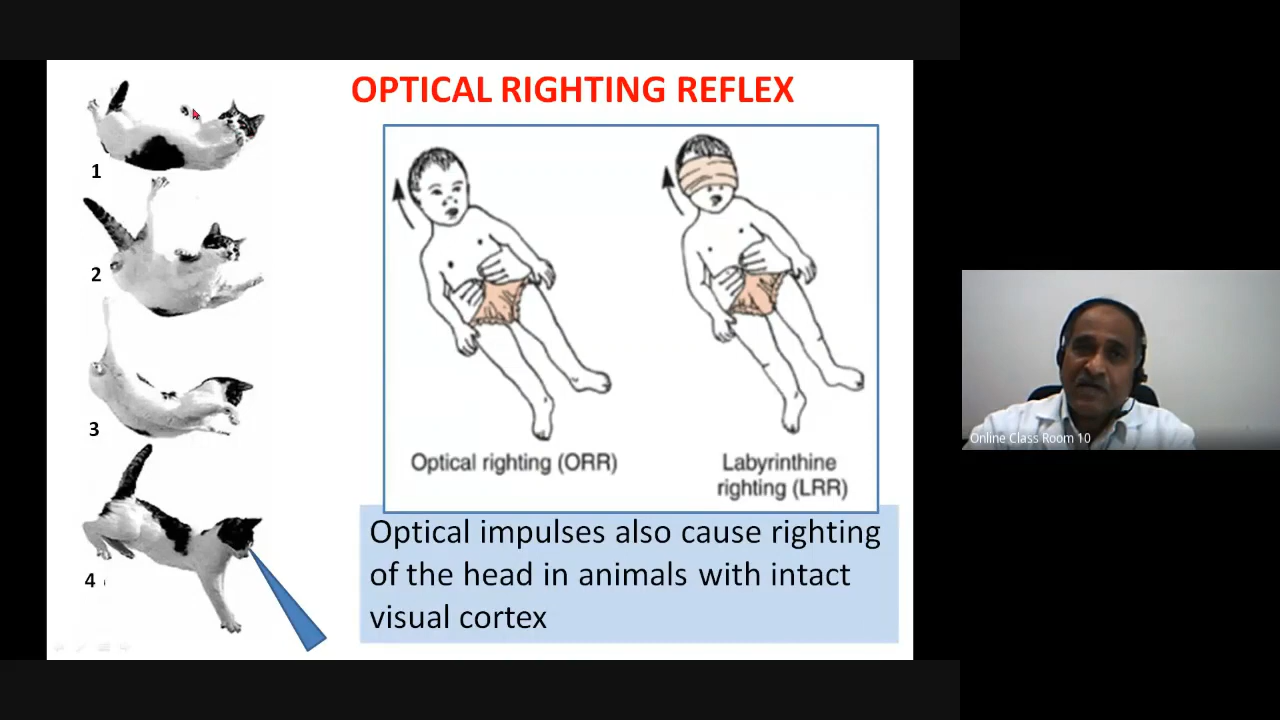 OPTICAL RIGHTING REFLEX
1
2
3
4
Optical righting (ORR)
Labyrinthine
righting (LRR)
Optical impulses also cause righting
of the head in animals with intact
visual cortex
Online Class Room 10